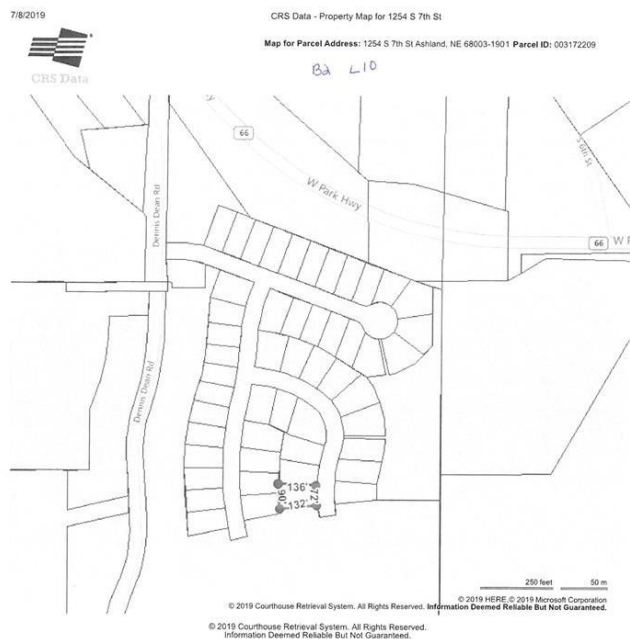 7/8/2019
CRS Data - Property Map for 1254 S 7th St
CRS Data
Map for Parcel Address: 1254 S 7th St Ashland, NE 68003-1901 Parcel ID: 003172209
B2 L10
66
W Park Hwy
S 6th St
66
W P
Dennis Dean Rd
Dennis Dean Rd
136'
90'
72'
132'
250 feet
50 m
© 2019 HERE, © 2019 Microsoft Corporation
© 2019 Courthouse Retrieval System. All Rights Reserved. Information Deemed Reliable But Not Guaranteed.
© 2019 Courthouse Retrieval System. All Rights Reserved.
Information Deemed Reliable But Not Guaranteed.